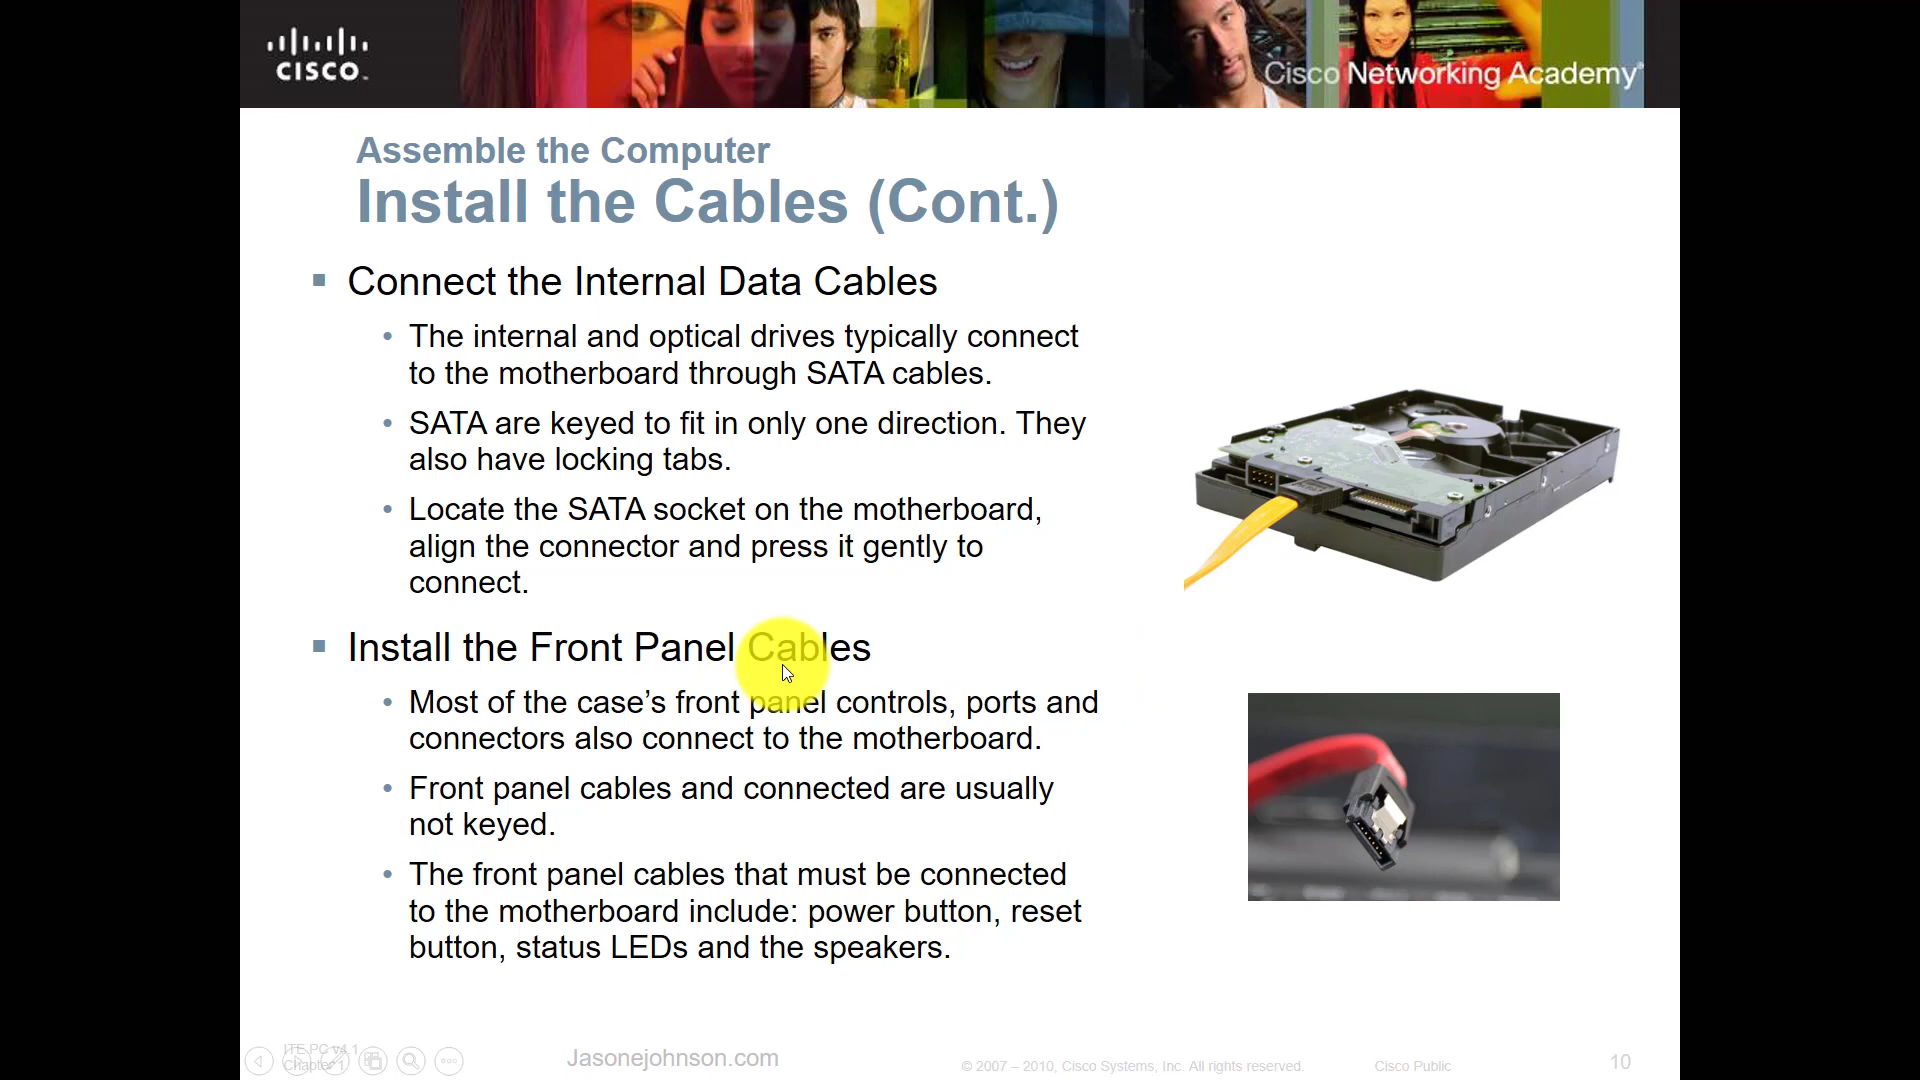 CISCO
Cisco Networking Academy
Assemble the Computer
Install the Cables (Cont.)
Connect the Internal Data Cables
The internal and optical drives typically connect
to the motherboard through SATA cables.
SATA are keyed to fit in only one direction. They
also have locking tabs.
Locate the SATA socket on the motherboard,
align the connector and press it gently to
connect.
Install the Front Panel Cables
Most of the case’s front panel controls, ports and
connectors also connect to the motherboard.
Front panel cables and connected are usually
not keyed.
The front panel cables that must be connected
to the motherboard include: power button, reset
button, status LEDs and the speakers.
ITE PC v4.1
Chapter 1
Jasonejohnson.com
© 2007 – 2010, Cisco Systems, Inc. All rights reserved.
Cisco Public
10